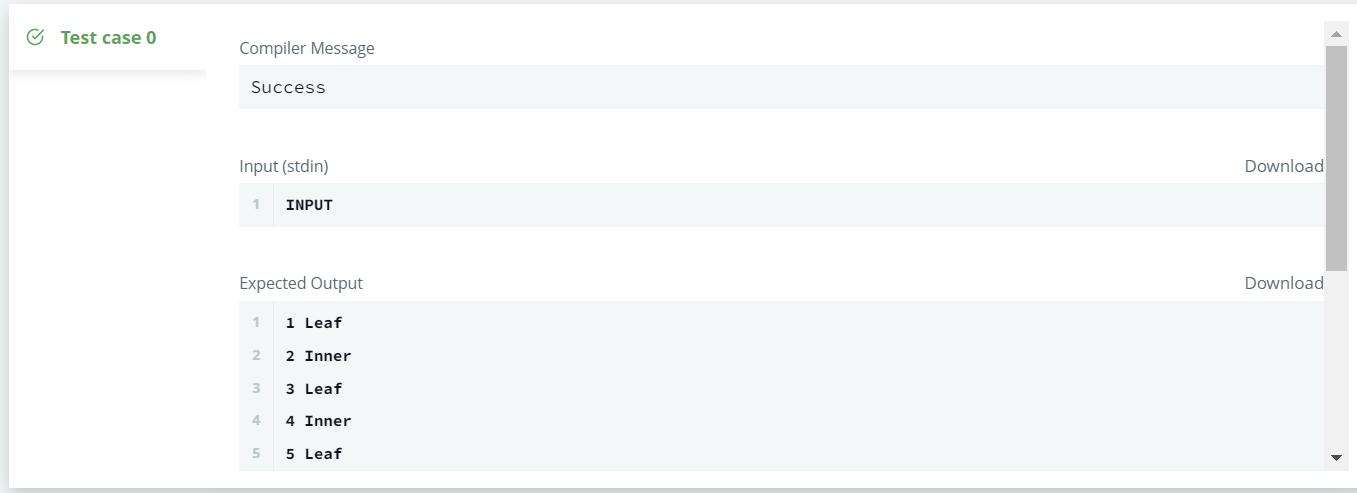 Test case 0
Compiler Message
Success
Input (stdin)
Download
1 INPUT
Expected Output
Download
1 1 Leaf
2 2 Inner
3 3 Leaf
4 4 Inner
5 5 Leaf